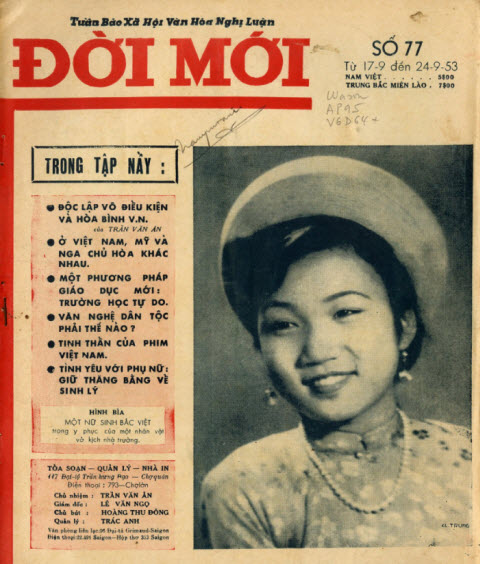 Tuần Báo Xã Hội Văn Hóa Nghị Luận
ĐỜI MỚI
SỐ 77
Từ 17-9 đến 24-9-53
NAM VIỆT . . . . . . 5$00
TRUNG BẮC MIÊN LÀO . 7$00
Wason
AP95
V6D64+
TRONG TẬP NÀY :
ĐỘC LẬP VÔ ĐIỀU KIỆN
VÀ HÒA BÌNH V.N.
của TRẦN VĂN ÂN
Ở VIỆT NAM, MỸ VÀ
NGA CHỦ HÒA KHÁC
NHAU.
MỘT PHƯƠNG PHÁP
GIÁO DỤC MỚI :
TRƯỜNG HỌC TỰ DO.
VĂN NGHỆ DÂN TỘC
PHẢI THẾ NÀO ?
TINH THẦN CỦA PHIM
VIỆT NAM.
TÌNH YÊU VỚI PHỤ NỮ :
GIỮ THĂNG BẰNG VỀ
SINH LÝ
HÌNH BÌA
MỘT NỮ SINH BẮC VIỆT
trong y phục của một nhân vật
vở kịch nhà trường.
TÒA SOẠN — QUẢN LÝ — NHÀ IN
117 Đại-lộ Trần hưng Đạo — Chợquán
Điện thoại : 793—Chợlớn
Chủ nhiệm : TRẦN VĂN ÂN
Giám đốc : LÊ VĂN NGỌ
Chủ bút : HOÀNG THU ĐÔNG
Quản lý : TRÁC ANH
Văn phòng liên lạc: 96 Đại-lộ Grimaud-Saigon
Điện thoại: 22.491 Saigon—Hộp thơ 353 Saigon
H. TRUNG